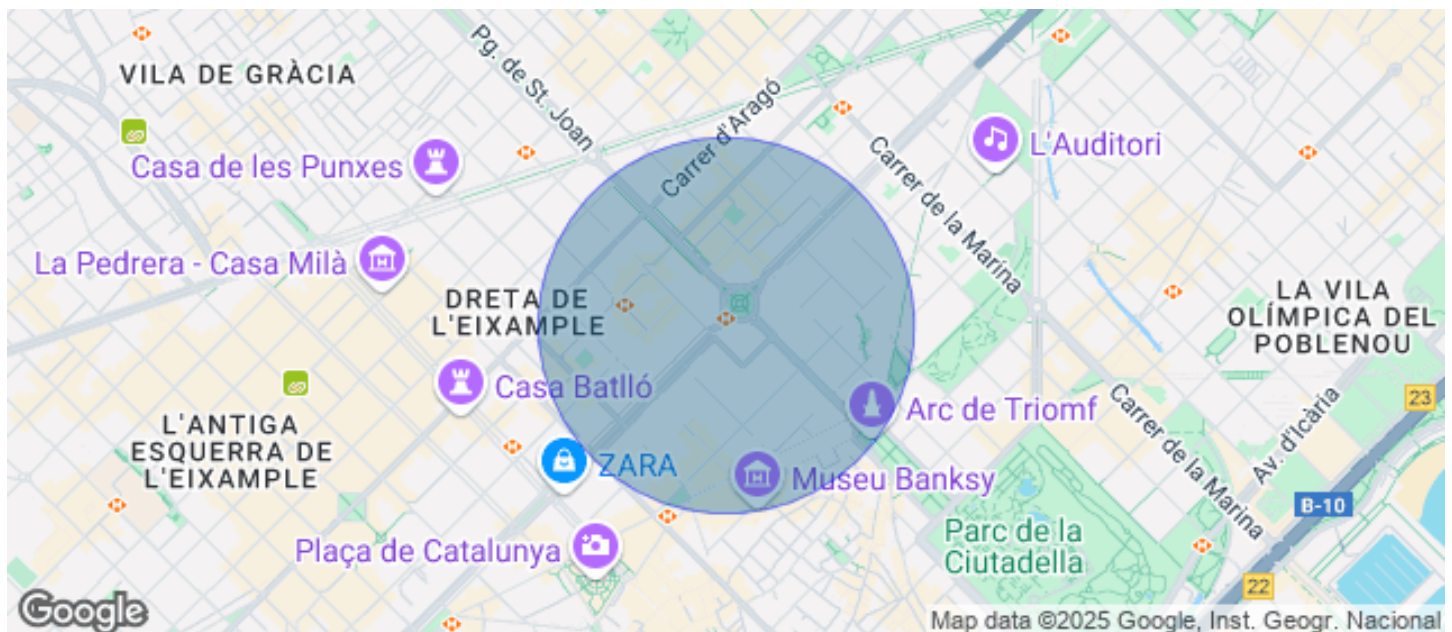 VILA DE GRÀCIA
Pg. de St. Joan
Carrer d'Aragó
Casa de les Punxes
L'Auditori
Carrer de la Marina
La Pedrera - Casa Milà
DRETA DE
L'EIXAMPLE
LA VILA
OLÍMPICA DEL
POBLENOU
Casa Batlló
Arc de Triomf
23
L'ANTIGA
ESQUERRA DE
L'EIXAMPLE
Av. d'Icària
Carrer de la Marina
ZARA
Museu Banksy
B-10
Plaça de Catalunya
Parc de la
Ciutadella
22
Google
Map data ©2025 Google, Inst. Geogr. Nacional